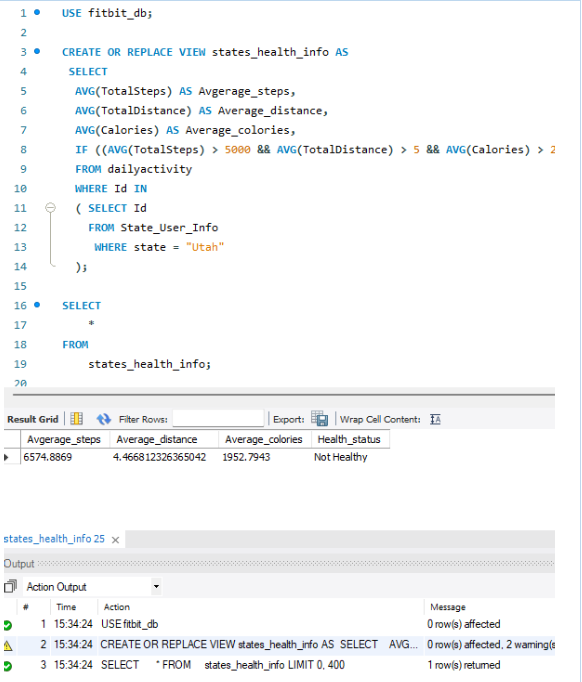 1 USE fitbit_db;
2
3 CREATE OR REPLACE VIEW states_health_info AS
4 SELECT
5 AVG(TotalSteps) AS Avgerage_steps,
6 AVG(TotalDistance) AS Average_distance,
7 AVG(Calories) AS Average_colories,
8 IF ((AVG(TotalSteps) > 5000 && AVG(TotalDistance) > 5 && AVG(Calories) > 2
9 FROM dailyactivity
10 WHERE Id IN
11 ( SELECT Id
12 FROM State_User_Info
13 WHERE state = "Utah"
14 );
15
16 SELECT
17 *
18 FROM
19 states_health_info;
20
Result Grid Filter Rows: Export: Wrap Cell Content: IA
Avgerage_steps Average_distance Average_colories Health_status
6574.8869 4.466812326365042 1952.7943 Not Healthy
states_health_info 25 ×
Output
Action Output
# Time Action Message
1 15:34:24 USE fitbit_db 0 row(s) affected
2 15:34:24 CREATE OR REPLACE VIEW states_health_info AS SELECT AVG... 0 row(s) affected, 2 warning(s
3 15:34:24 SELECT * FROM states_health_info LIMIT 0, 400 1 row(s) returned